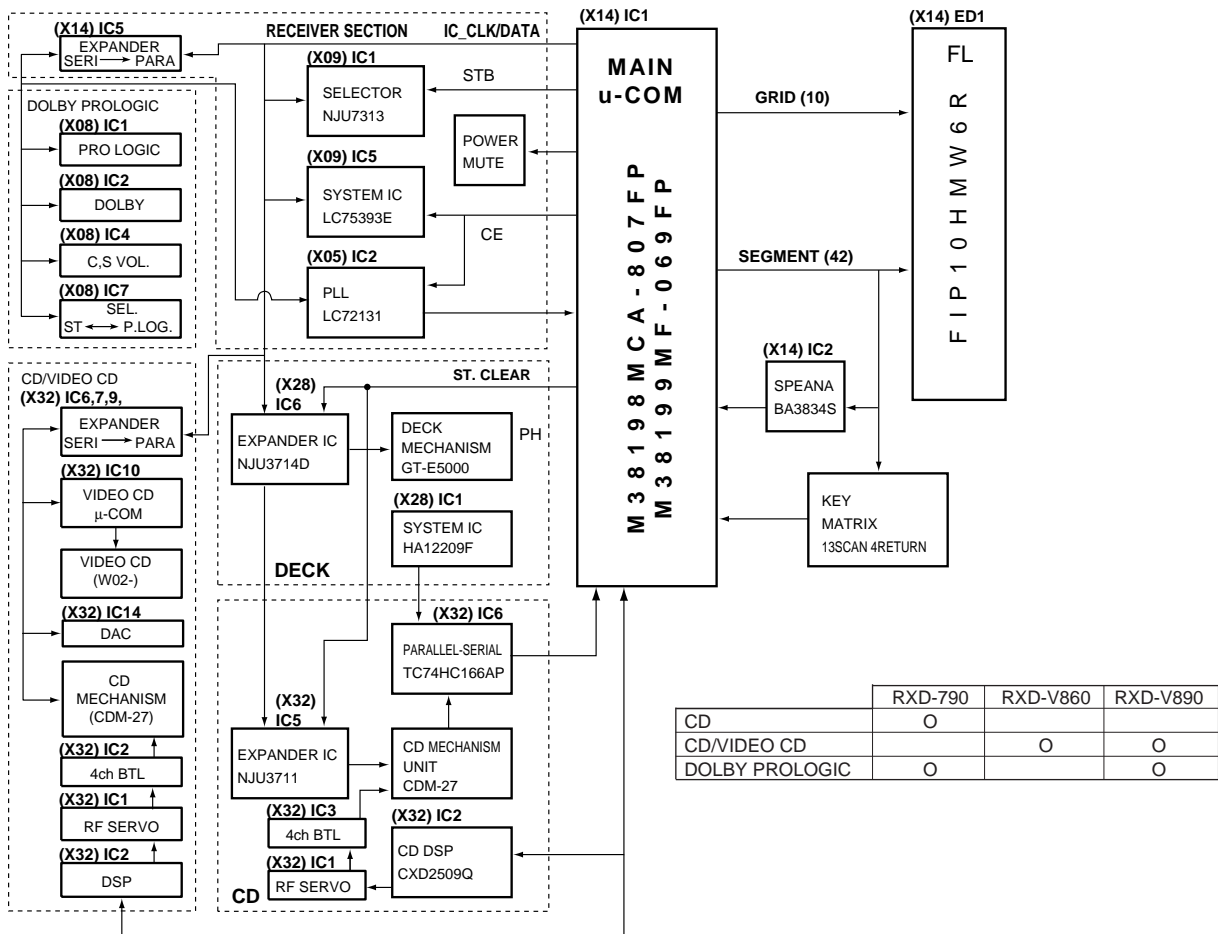 (X14) IC5
EXPANDER
SERI PARA
RECEIVER SECTION
IC_CLK/DATA
(X09) IC1
SELECTOR
NJU7313
STB
POWER
MUTE
(X09) IC5
SYSTEM IC
LC75393E
CE
(X05) IC2
PLL
LC72131
DOLBY PROLOGIC
(X08) IC1
PRO LOGIC
(X08) IC2
DOLBY
(X08) IC4
C,S VOL.
(X08) IC7
SEL.
ST P.LOG.
(X14) IC1
MAIN
u-COM
M38198MCA-807FP
M38199MF-069FP
(X14) ED1
FL
FIP10HMW6R
GRID (10)
SEGMENT (42)
(X14) IC2
SPEANA
BA3834S
KEY
MATRIX
13SCAN 4RETURN
CD/VIDEO CD
(X32) IC6,7,9,
EXPANDER
SERI PARA
(X32) IC10
VIDEO CD
μ-COM
VIDEO CD
(W02-)
(X32) IC14
DAC
CD
MECHANISM
(CDM-27)
(X32) IC2
4ch BTL
(X32) IC1
RF SERVO
(X32) IC2
DSP
ST. CLEAR
(X28)
IC6
EXPANDER IC
NJU3714D
DECK
MECHANISM
GT-E5000
PH
(X28) IC1
SYSTEM IC
HA12209F
DECK
(X32) IC6
PARALLEL-SERIAL
TC74HC166AP
(X32)
IC5
EXPANDER IC
NJU3711
CD MECHANISM
UNIT
CDM-27
(X32) IC3
4ch BTL
(X32) IC2
CD DSP
CXD2509Q
(X32) IC1
RF SERVO
CD
RXD-790 RXD-V860 RXD-V890
CD O
CD/VIDEO CD O O
DOLBY PROLOGIC O O